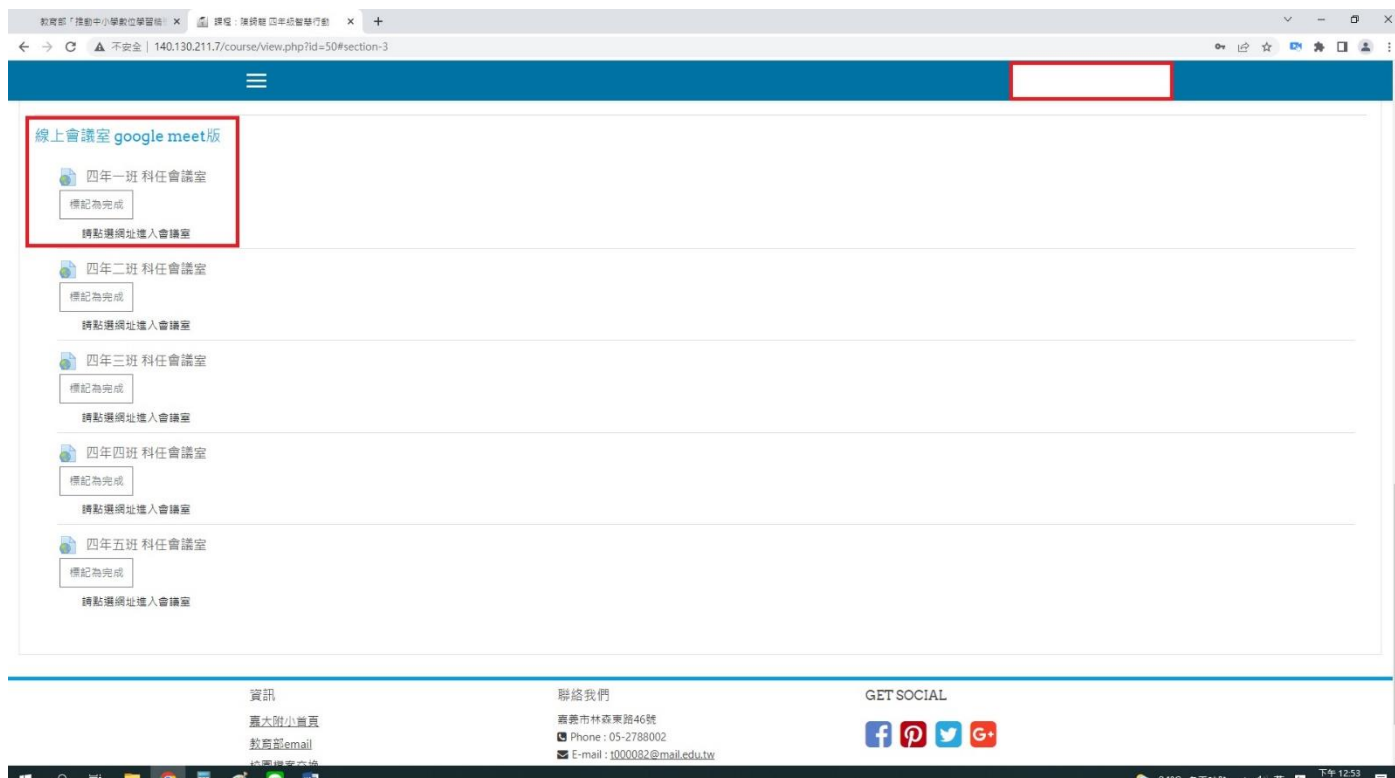 教育部「推動中小學數位學習精
課程：陳錡龍 四年級智慧行動
不安全 | 140.130.211.7/course/view.php?id=50#section-3
線上會議室 google meet版
四年一班 科任會議室
標記為完成
請點選網址進入會議室
四年二班 科任會議室
標記為完成
請點選網址進入會議室
四年三班 科任會議室
標記為完成
請點選網址進入會議室
四年四班 科任會議室
標記為完成
請點選網址進入會議室
四年五班 科任會議室
標記為完成
請點選網址進入會議室
資訊
嘉大附小首頁
教育部email
校園檔案交換
聯絡我們
嘉義市林森東路46號
Phone : 05-2788002
E-mail : t000082@mail.edu.tw
GET SOCIAL
下午 12:53